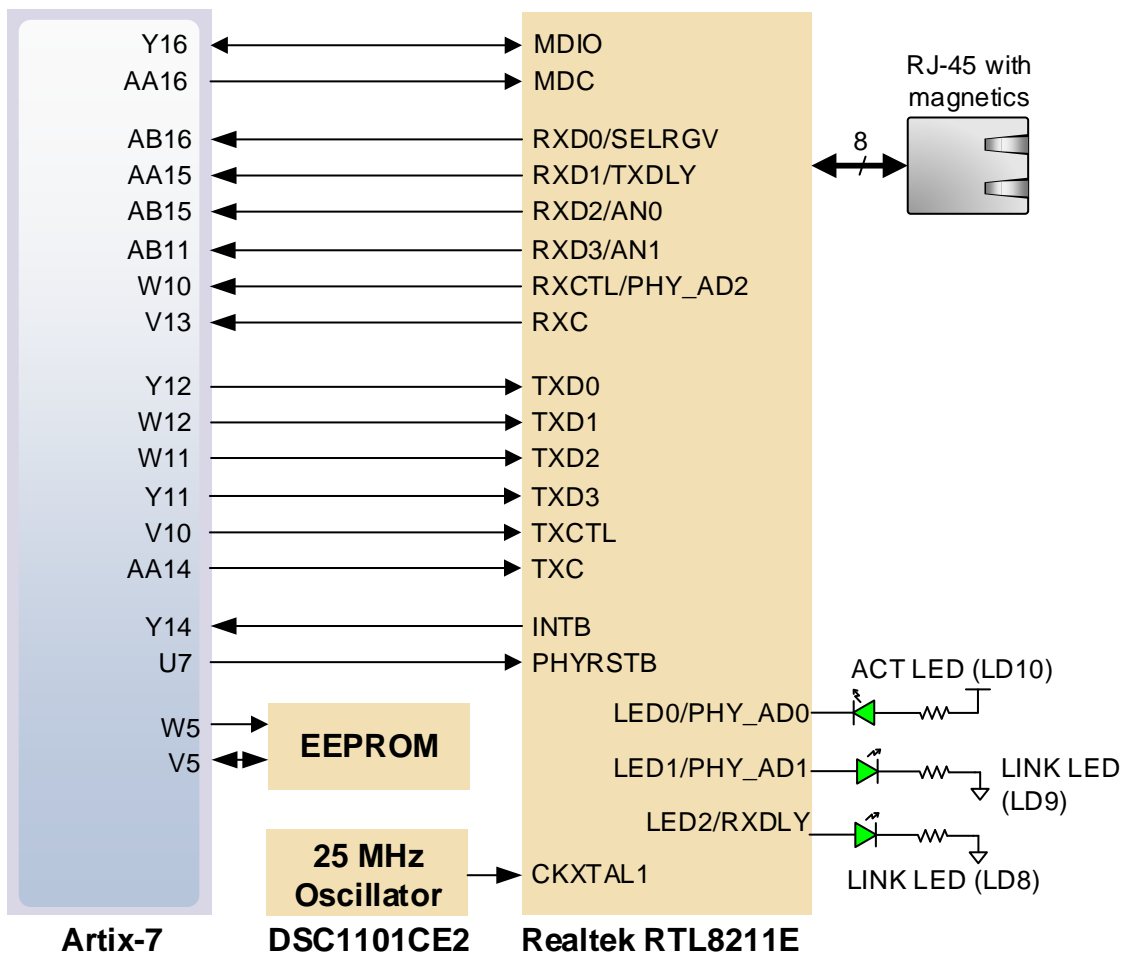 Y16 MDIO
AA16 MDC
RJ-45 with
magnetics
AB16 RXD0/SELRGV
8
AA15 RXD1/TXDLY
AB15 RXD2/AN0
AB11 RXD3/AN1
W10 RXCTL/PHY_AD2
V13 RXC
Y12 TXD0
W12 TXD1
W11 TXD2
Y11 TXD3
V10 TXCTL
AA14 TXC
Y14 INTB
U7 PHYRSTB
ACT LED (LD10)
LED0/PHY_AD0
W5
EEPROM
V5
LED1/PHY_AD1
LINK LED
(LD9)
LED2/RXDLY
25 MHz
Oscillator
CKXTAL1
LINK LED (LD8)
Artix-7 DSC1101CE2 Realtek RTL8211E